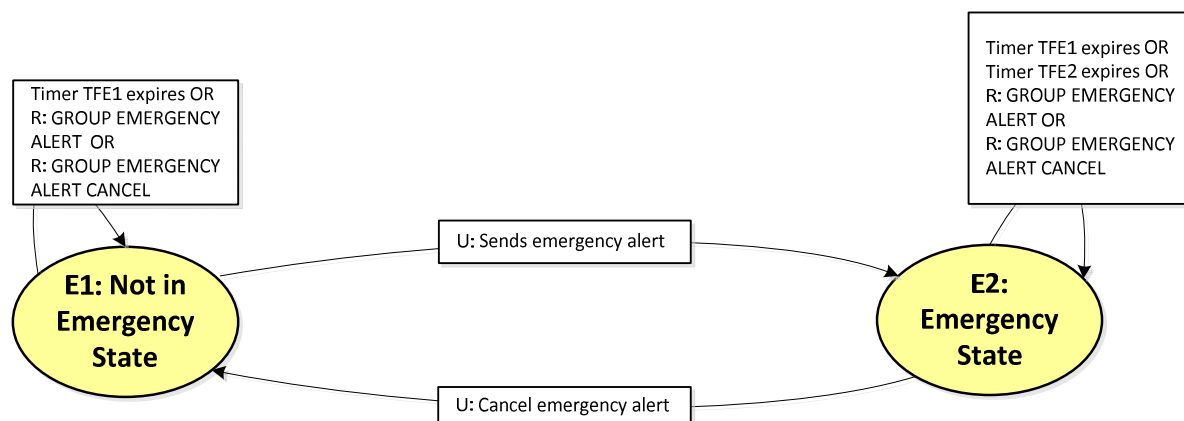 Timer TFE1 expires OR
R: GROUP EMERGENCY
ALERT OR
R: GROUP EMERGENCY
ALERT CANCEL
Timer TFE1 expires OR
Timer TFE2 expires OR
R: GROUP EMERGENCY
ALERT OR
R: GROUP EMERGENCY
ALERT CANCEL
U: Sends emergency alert
E1: Not in
Emergency
State
E2:
Emergency
State
U: Cancel emergency alert